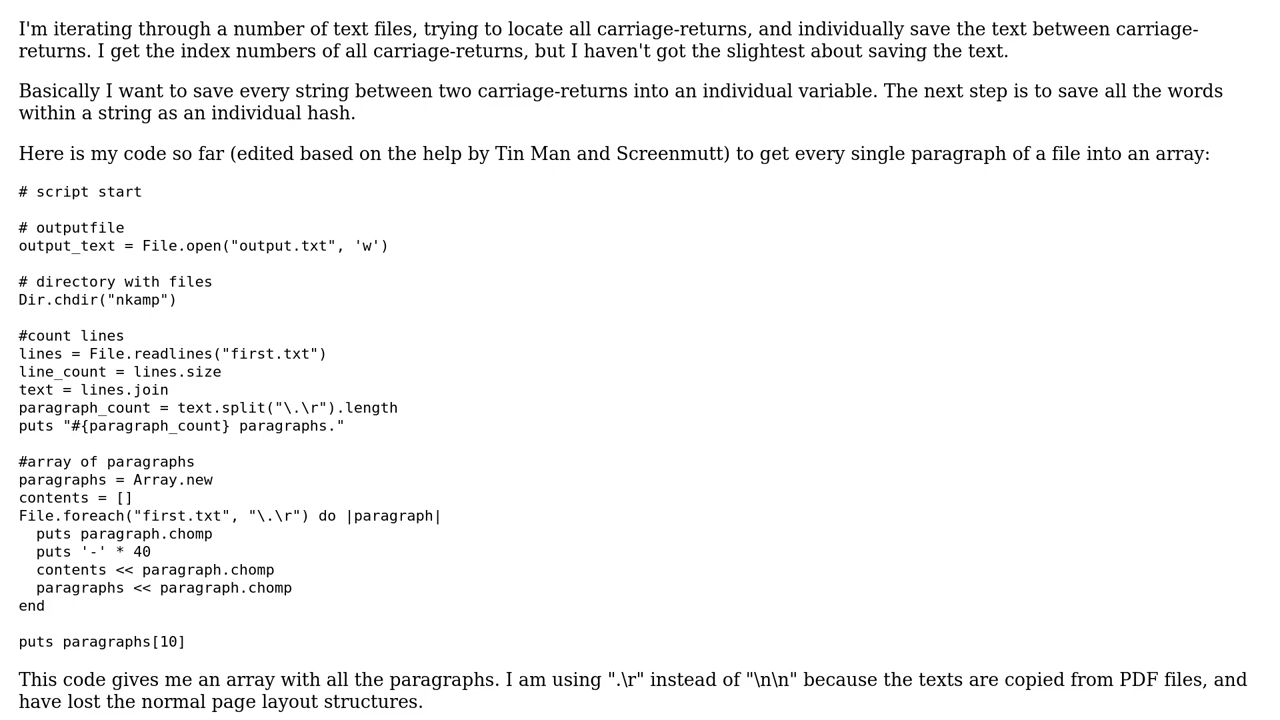 I'm iterating through a number of text files, trying to locate all carriage-returns, and individually save the text between carriage-
returns. I get the index numbers of all carriage-returns, but I haven't got the slightest about saving the text.
Basically I want to save every string between two carriage-returns into an individual variable. The next step is to save all the words
within a string as an individual hash.
Here is my code so far (edited based on the help by Tin Man and Screenmutt) to get every single paragraph of a file into an array:
# script start
# outputfile
output_text = File.open("output.txt", 'w')
# directory with files
Dir.chdir("nkamp")
#count lines
lines = File.readlines("first.txt")
line_count = lines.size
text = lines.join
paragraph_count = text.split("\.\r").length
puts "#{paragraph_count} paragraphs."
#array of paragraphs
paragraphs = Array.new
contents = []
File.foreach("first.txt", "\.\r") do |paragraph|
  puts paragraph.chomp
  puts '-' * 40
  contents << paragraph.chomp
  paragraphs << paragraph.chomp
end
puts paragraphs[10]
This code gives me an array with all the paragraphs. I am using ".\r" instead of "\n\n" because the texts are copied from PDF files, and
have lost the normal page layout structures.